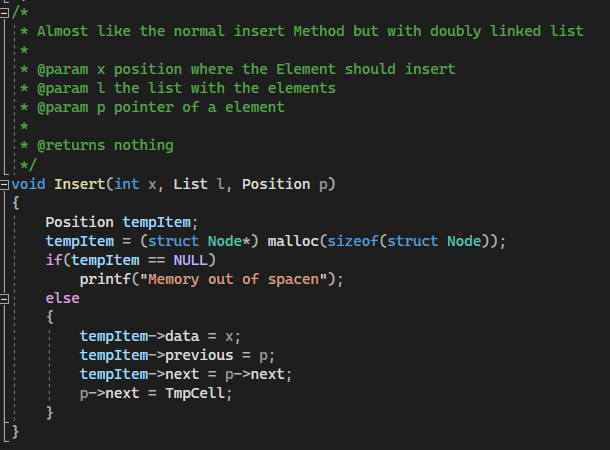 /*
* Almost like the normal insert Method but with doubly linked list
*
* @param x position where the Element should insert
* @param l the list with the elements
* @param p pointer of a element
*
* @returns nothing
*/
void Insert(int x, List l, Position p)
{
    Position tempItem;
    tempItem = (struct Node*) malloc(sizeof(struct Node));
    if(tempItem == NULL)
        printf("Memory out of spacen");
    else
    {
        tempItem->data = x;
        tempItem->previous = p;
        tempItem->next = p->next;
        p->next = TmpCell;
    }
}